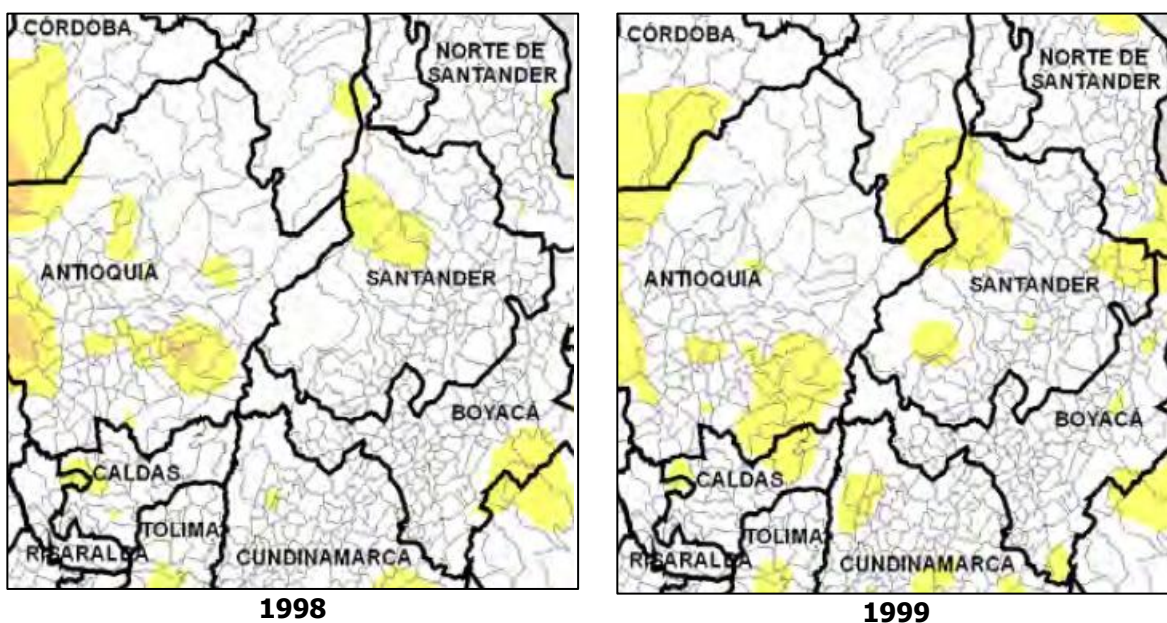 CÓRDOBA
NORTE DE
SANTANDER
ANTIOQUIA
SANTANDER
BOYACÁ
CALDAS
TOLIMA
RISARALDA
CUNDINAMARCA
1998
CÓRDOBA
NORTE DE
SANTANDER
ANTIOQUIA
SANTANDER
BOYACÁ
CALDAS
TOLIMA
RISARALDA
CUNDINAMARCA
1999